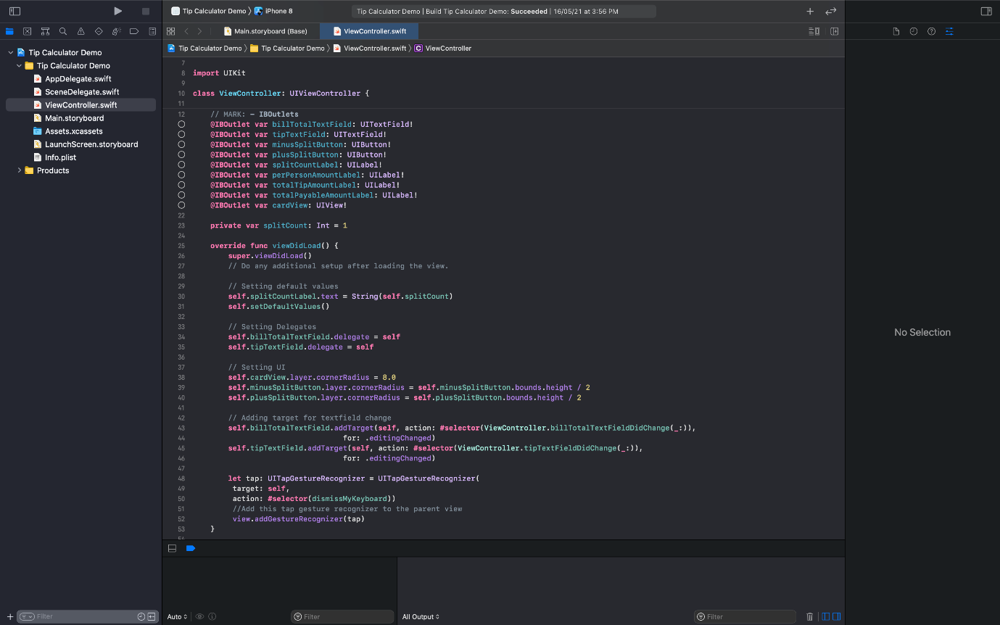 Tip Calculator Demo
iPhone 8
Tip Calculator Demo | Build Tip Calculator Demo: Succeeded | 16/05/21 at 3:56 PM
Main.storyboard (Base)
ViewController.swift
Tip Calculator Demo
Tip Calculator Demo
ViewController.swift
C ViewController
Tip Calculator Demo
Tip Calculator Demo
AppDelegate.swift
SceneDelegate.swift
ViewController.swift
Main.storyboard
Assets.xcassets
LaunchScreen.storyboard
Info.plist
Products
Filter
7
8 import UIKit
9
10 class ViewController: UIViewController {
11
12 // MARK: - IBOutlets
@IBOutlet var billTotalTextField: UITextField!
@IBOutlet var tipTextField: UITextField!
@IBOutlet var minusSplitButton: UIButton!
@IBOutlet var plusSplitButton: UIButton!
@IBOutlet var splitCountLabel: UILabel!
@IBOutlet var perPersonAmountLabel: UILabel!
@IBOutlet var totalTipAmountLabel: UILabel!
@IBOutlet var totalPayableAmountLabel: UILabel!
@IBOutlet var cardView: UIView!
22
23 private var splitCount: Int = 1
24
25 override func viewDidLoad() {
26 super.viewDidLoad()
27 // Do any additional setup after loading the view.
28
29 // Setting default values
30 self.splitCountLabel.text = String(self.splitCount)
31 self.setDefaultValues()
32
33 // Setting Delegates
34 self.billTotalTextField.delegate = self
35 self.tipTextField.delegate = self
36
37 // Setting UI
38 self.cardView.layer.cornerRadius = 8.0
39 self.minusSplitButton.layer.cornerRadius = self.minusSplitButton.bounds.height / 2
40 self.plusSplitButton.layer.cornerRadius = self.plusSplitButton.bounds.height / 2
41
42 // Adding target for textfield change
43 self.billTotalTextField.addTarget(self, action: #selector(ViewController.billTotalTextFieldDidChange(_:)),
44 for: .editingChanged)
45 self.tipTextField.addTarget(self, action: #selector(ViewController.tipTextFieldDidChange(_:)),
46 for: .editingChanged)
47
48 let tap: UITapGestureRecognizer = UITapGestureRecognizer(
49 target: self,
50 action: #selector(dismissMyKeyboard))
51 //Add this tap gesture recognizer to the parent view
52 view.addGestureRecognizer(tap)
53 }
54
Auto
Filter
All Output
Filter
No Selection